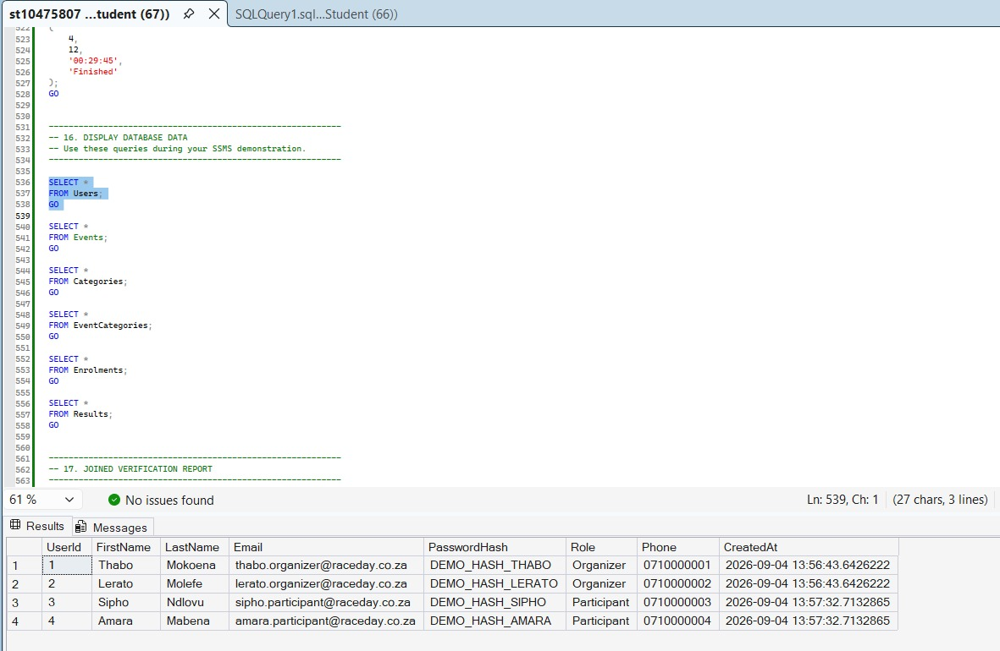 st10475807 ...tudent (67))
SQLQuery1.sql...Student (66))
522 (
523 4,
524 12,
525 '00:29:45',
526 'Finished'
527 );
528 GO
529
530
531 ------------------------------------------------------------
532 -- 16. DISPLAY DATABASE DATA
533 -- Use these queries during your SSMS demonstration.
534 ------------------------------------------------------------
535
536 SELECT *
537 FROM Users;
538 GO
539
540 SELECT *
541 FROM Events;
542 GO
543
544 SELECT *
545 FROM Categories;
546 GO
547
548 SELECT *
549 FROM EventCategories;
550 GO
551
552 SELECT *
553 FROM Enrolments;
554 GO
555
556 SELECT *
557 FROM Results;
558 GO
559
560
561 ------------------------------------------------------------
562 -- 17. JOINED VERIFICATION REPORT
563 ------------------------------------------------------------
61 % No issues found Ln: 539, Ch: 1 (27 chars, 3 lines)
Results Messages
UserId FirstName LastName Email PasswordHash Role Phone CreatedAt
1 1 Thabo Mokoena thabo.organizer@raceday.co.za DEMO_HASH_THABO Organizer 0710000001 2026-09-04 13:56:43.6426222
2 2 Lerato Molefe lerato.organizer@raceday.co.za DEMO_HASH_LERATO Organizer 0710000002 2026-09-04 13:56:43.6426222
3 3 Sipho Ndlovu sipho.participant@raceday.co.za DEMO_HASH_SIPHO Participant 0710000003 2026-09-04 13:57:32.7132865
4 4 Amara Mabena amara.participant@raceday.co.za DEMO_HASH_AMARA Participant 0710000004 2026-09-04 13:57:32.7132865